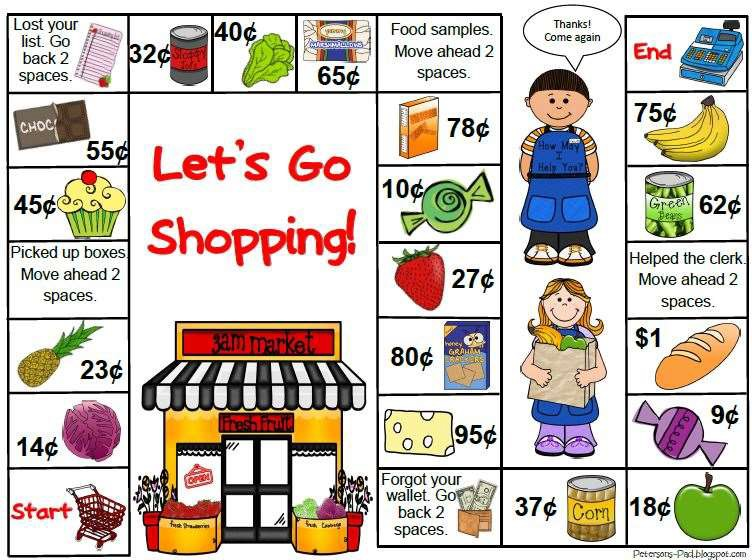 Lost your
list. Go
back 2
spaces.
32¢
Sloppy
40¢
MARSHMALLOWS
65¢
Food samples.
Move ahead 2
spaces.
Thanks!
Come again
End
CHOC
55¢
78¢
How May
I
Help You?
75¢
Let's Go
Shopping!
45¢
10¢
Green
Beans
62¢
Picked up boxes.
Move ahead 2
spaces.
27¢
Helped the clerk.
Move ahead 2
spaces.
23¢
Jam market
80¢
honey
GRAHAM
CRACKERS
$1
14¢
Fresh Fruit
95¢
9¢
Start
OPEN
fresh Strawberries
fresh Cabbage
Forgot your
wallet. Go
back 2
spaces.
37¢
Corn
18¢
Petersons-Pad.blogspot.com